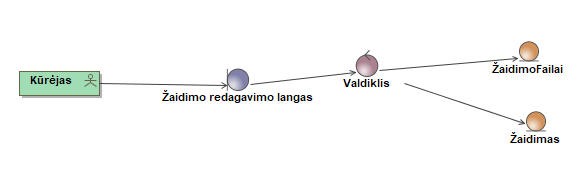 Kūrėjas
Žaidimo redagavimo langas
Valdiklis
ŽaidimoFailai
Žaidimas